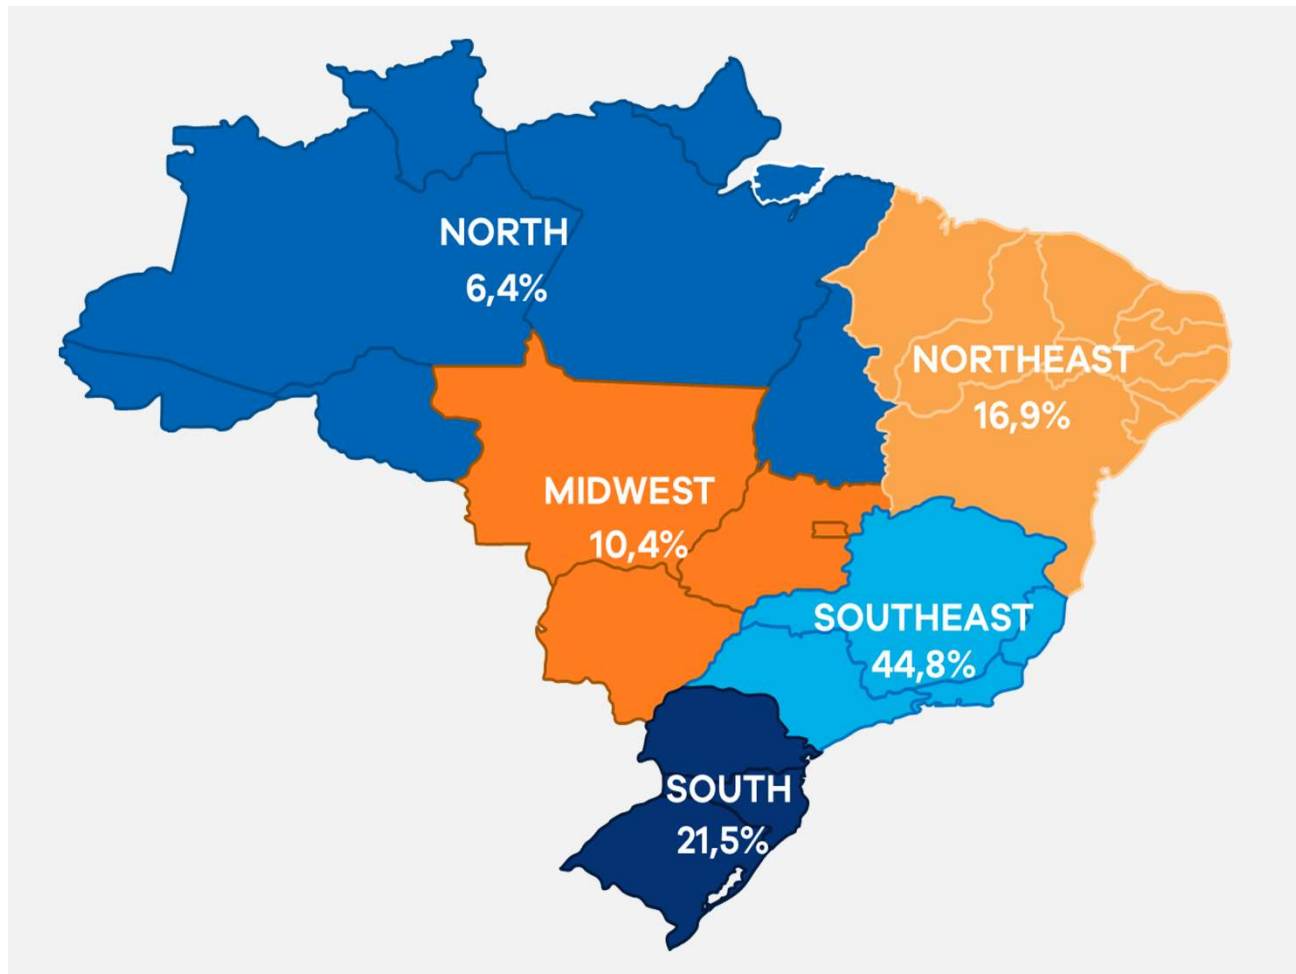 NORTH
6,4%
NORTHEAST
16,9%
MIDWEST
10,4%
SOUTHEAST
44,8%
SOUTH
21,5%